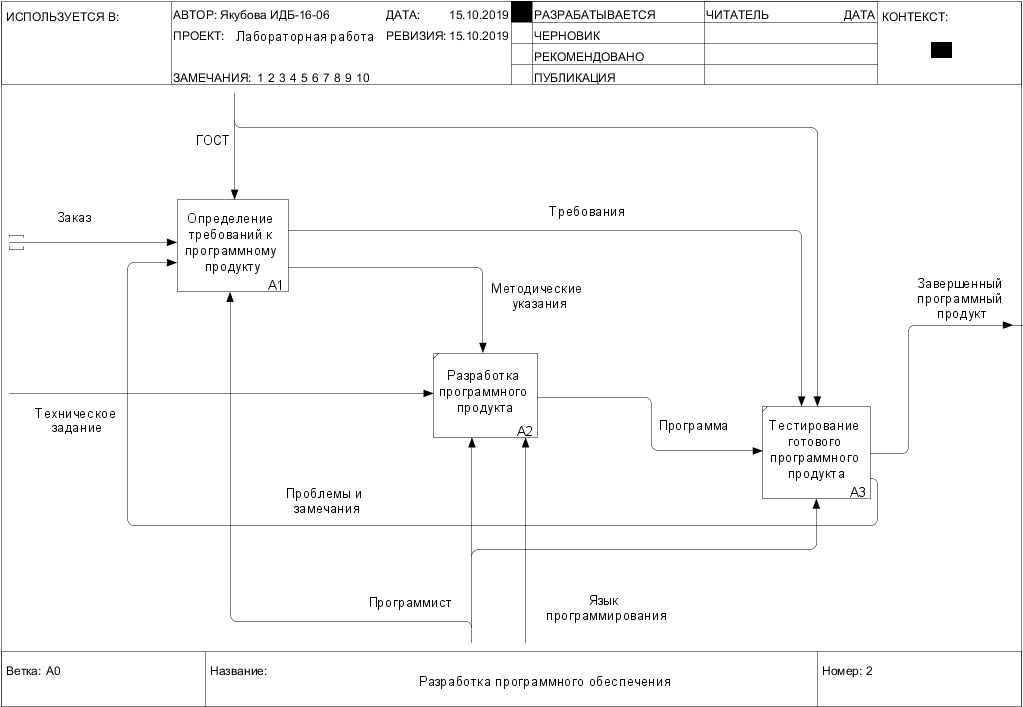 ИСПОЛЬЗУЕТСЯ В:
АВТОР: Якубова ИДБ-16-06
ДАТА: 15.10.2019
ПРОЕКТ: Лабораторная работа
РЕВИЗИЯ: 15.10.2019
ЗАМЕЧАНИЯ: 1 2 3 4 5 6 7 8 9 10
РАЗРАБАТЫВАЕТСЯ
ЧЕРНОВИК
РЕКОМЕНДОВАНО
ПУБЛИКАЦИЯ
ЧИТАТЕЛЬ
ДАТА
КОНТЕКСТ:
ГОСТ
Заказ
Определение
требований к
программному
продукту
A1
Требования
Методические
указания
Завершенный
программный
продукт
Техническое
задание
Разработка
программного
продукта
A2
Программа
Тестирование
готового
программного
продукта
A3
Проблемы и
замечания
Программист
Язык
программирования
Ветка: A0
Название:
Разработка программного обеспечения
Номер: 2